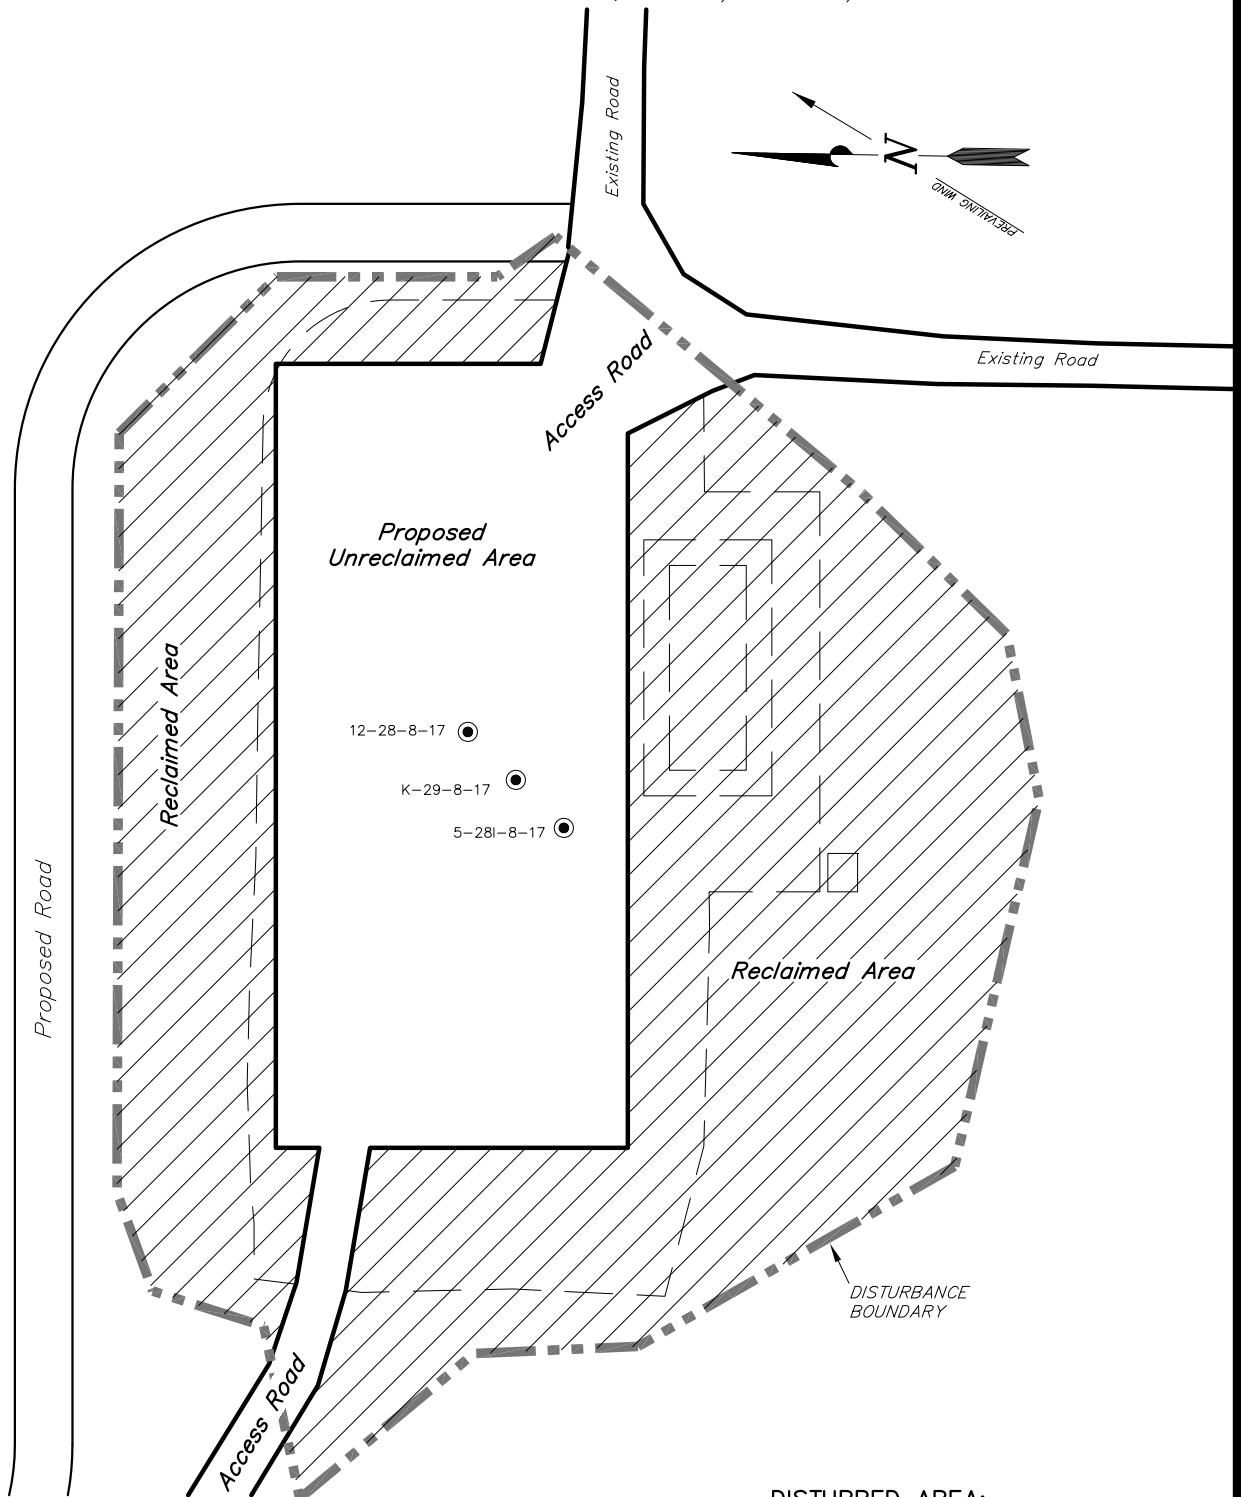 Existing Road
N
PREVAILING WIND
Existing Road
Access Road
Proposed
Unreclaimed Area
Reclaimed Area
12-28-8-17
K-29-8-17
5-28I-8-17
Proposed Road
Reclaimed Area
DISTURBANCE
BOUNDARY
Access Road
DISTURBED AREA: